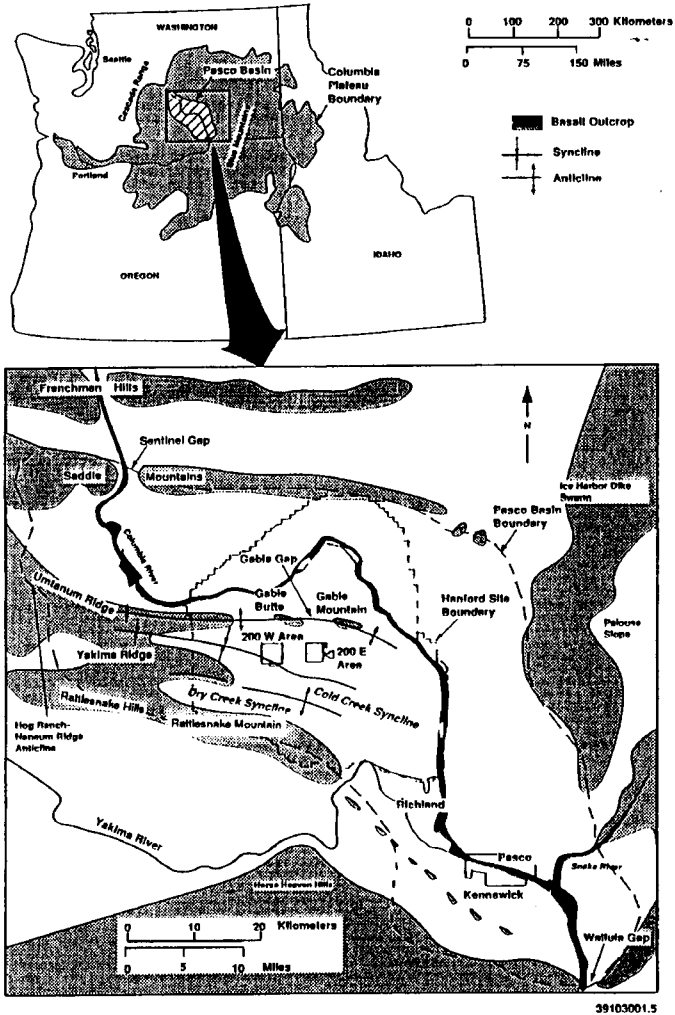 WASHINGTON
Seattle
Cascade Range
Pasco Basin
Columbia
Plateau
Boundary
Portland
OREGON
IDAHO
0 100 200 300 Kilometers
0 75 150 Miles
Basalt Outcrop
Syncline
Anticline
Frenchman Hills
Sentinel Gap
Saddle
Mountains
N
Ice Harbor Dike
Swarm
Pasco Basin
Boundary
Columbia
River
Gable Gap
Gable
Butte
Gable
Mountain
Hanford Site
Boundary
Umtanum Ridge
Palouse
Slope
200 W Area
200 E
Area
Yakima Ridge
Rattlesnake Hills
Dry Creek Syncline
Cold Creek Syncline
Rattlesnake Mountain
Hog Ranch-
Naneum Ridge
Anticline
Richland
Yakima
River
Pasco
Snake River
Kennewick
Horse Heaven Hills
Wallula Gap
0 10 20 Kilometers
0 5 10 Miles
39103001.5